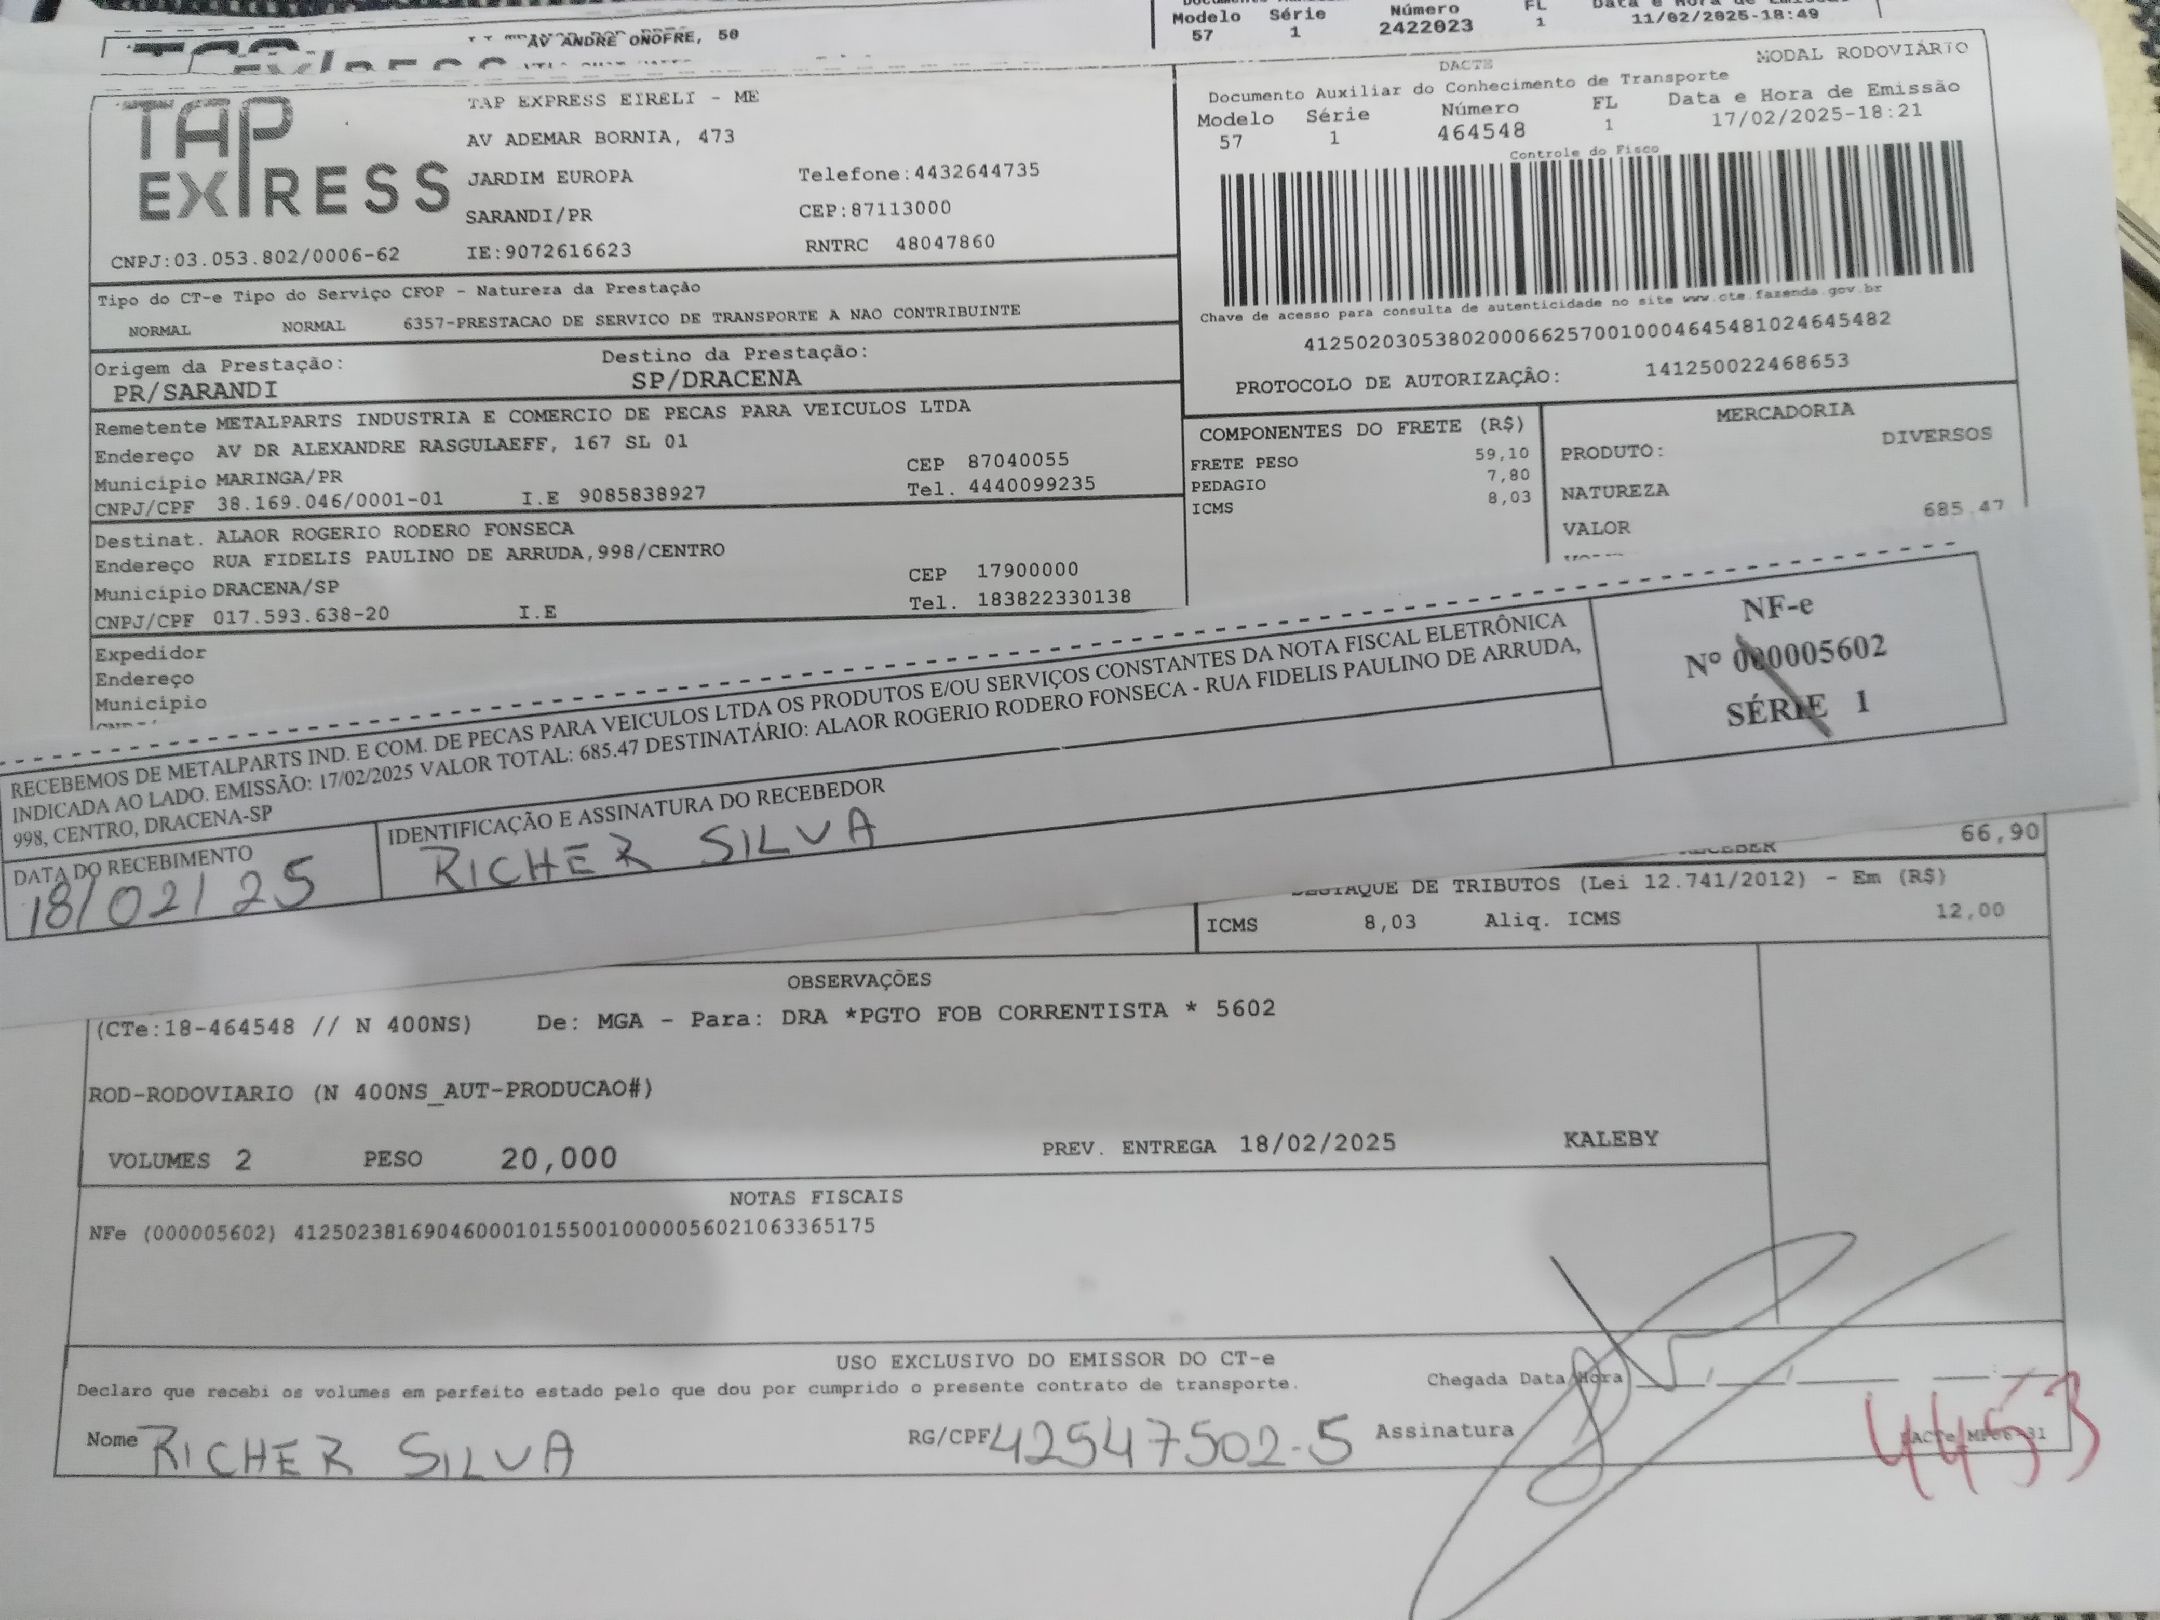 AV ANDRE ONOFRE, 50
Modelo Série Número FL
57 1 2422023 1 11/02/2025-18:49
TAP EXPRESS
TAP EXPRESS EIRELI - ME
AV ADEMAR BORNIA, 473
JARDIM EUROPA Telefone:4432644735
SARANDI/PR CEP:87113000
CNPJ:03.053.802/0006-62 IE:9072616623 RNTRC 48047860
DACTE MODAL RODOVIÁRIO
Documento Auxiliar do Conhecimento de Transporte
Modelo Série Número FL Data e Hora de Emissão
57 1 464548 1 17/02/2025-18:21
Controle do Fisco
Chave de acesso para consulta de autenticidade no site www.cte.fazenda.gov.br
41250203053802000662570010004645481024645482
PROTOCOLO DE AUTORIZAÇÃO: 141250022468653
Tipo do CT-e Tipo do Serviço CFOP - Natureza da Prestação
NORMAL NORMAL 6357-PRESTACAO DE SERVICO DE TRANSPORTE A NAO CONTRIBUINTE
Origem da Prestação: Destino da Prestação:
PR/SARANDI SP/DRACENA
Remetente METALPARTS INDUSTRIA E COMERCIO DE PECAS PARA VEICULOS LTDA
Endereço AV DR ALEXANDRE RASGULAEFF, 167 SL 01
Município MARINGA/PR CEP 87040055
CNPJ/CPF 38.169.046/0001-01 I.E 9085838927 Tel. 4440099235
Destinat. ALAOR ROGERIO RODERO FONSECA
Endereço RUA FIDELIS PAULINO DE ARRUDA,998/CENTRO
Município DRACENA/SP CEP 17900000
CNPJ/CPF 017.593.638-20 I.E Tel. 183822330138
Expedidor
Endereço
Município
COMPONENTES DO FRETE (R$)
FRETE PESO 59,10
PEDAGIO 7,80
ICMS 8,03
MERCADORIA
PRODUTO: DIVERSOS
NATUREZA
VALOR 685.47
RECEBEMOS DE METALPARTS IND. E COM. DE PECAS PARA VEICULOS LTDA OS PRODUTOS E/OU SERVIÇOS CONSTANTES DA NOTA FISCAL ELETRÔNICA
INDICADA AO LADO. EMISSÃO: 17/02/2025 VALOR TOTAL: 685.47 DESTINATÁRIO: ALAOR ROGERIO RODERO FONSECA - RUA FIDELIS PAULINO DE ARRUDA,
998, CENTRO, DRACENA-SP
NF-e
Nº 000005602
SÉRIE 1
DATA DO RECEBIMENTO
18/02/25
IDENTIFICAÇÃO E ASSINATURA DO RECEBEDOR
RICHER SILVA
66,90
DE TRIBUTOS (Lei 12.741/2012) - Em (R$)
ICMS 8,03 Aliq. ICMS 12,00
OBSERVAÇÕES
(CTe:18-464548 // N 400NS) De: MGA - Para: DRA *PGTO FOB CORRENTISTA * 5602
ROD-RODOVIARIO (N 400NS_AUT-PRODUCAO#)
VOLUMES 2 PESO 20,000 PREV. ENTREGA 18/02/2025 KALEBY
NOTAS FISCAIS
NFe (000005602) 41250238169046000101550010000056021063365175
USO EXCLUSIVO DO EMISSOR DO CT-e
Declaro que recebi os volumes em perfeito estado pelo que dou por cumprido o presente contrato de transporte. Chegada Data/Hora
Nome RICHER SILVA RG/CPF 42547502-5 Assinatura
4453